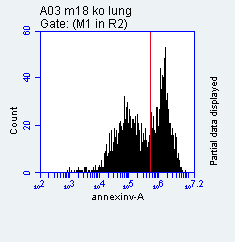 A03 m18 ko lung
Gate: (M1 in R2)
60
40
20
0
Count
10^2 10^3 10^4 10^5 10^6 10^7.2
annexinv-A
Partial data displayed